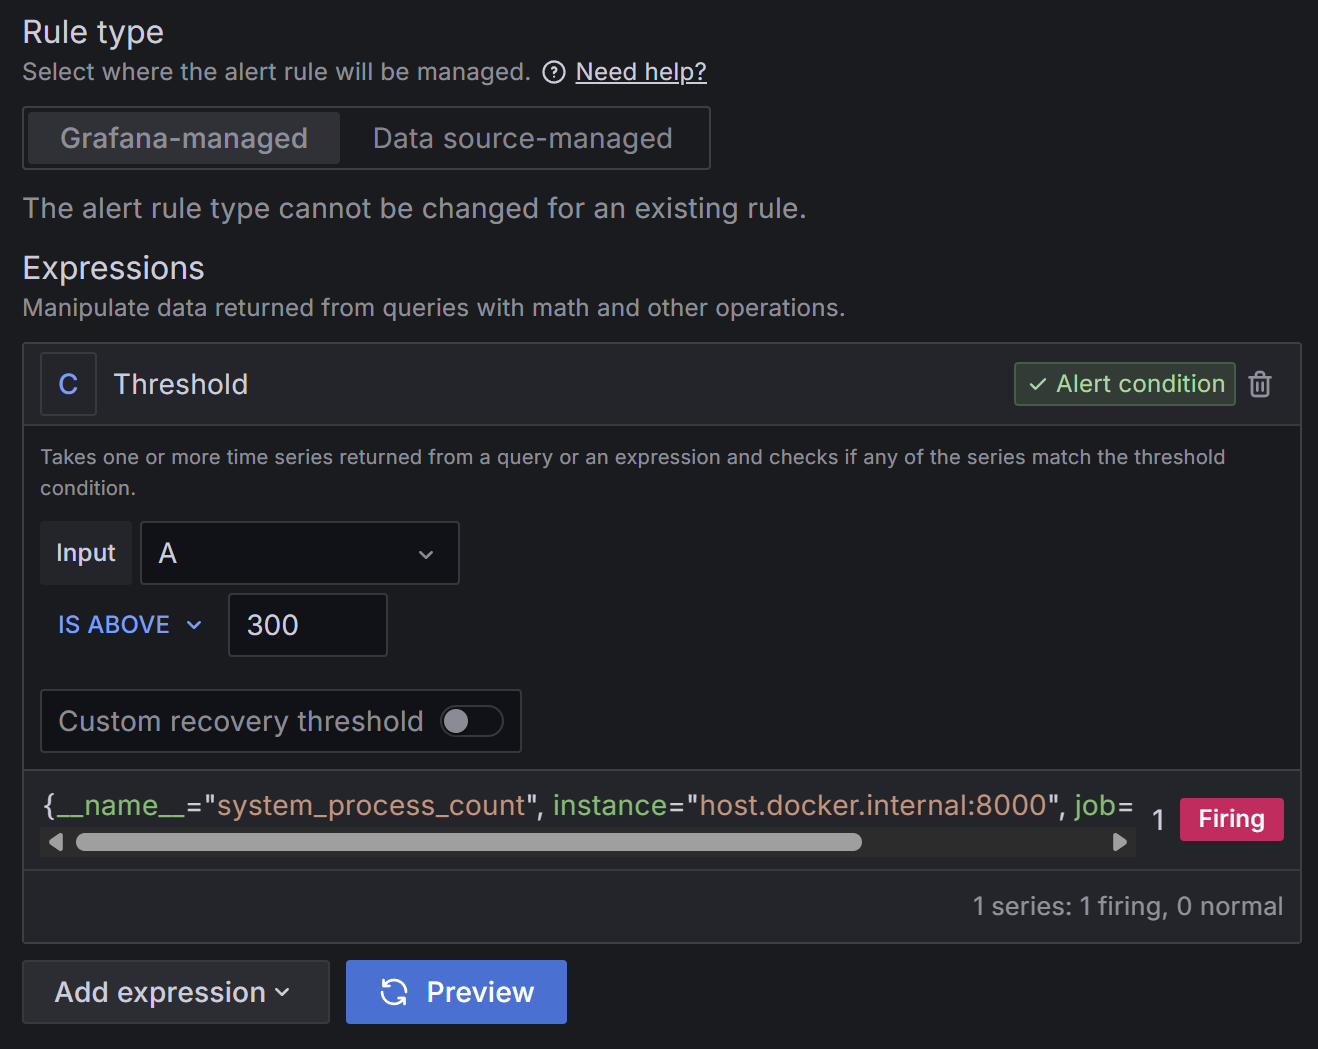 Rule type
Select where the alert rule will be managed. Need help?
Grafana-managed Data source-managed
The alert rule type cannot be changed for an existing rule.
Expressions
Manipulate data returned from queries with math and other operations.
C Threshold Alert condition
Takes one or more time series returned from a query or an expression and checks if any of the series match the threshold
condition.
Input A
IS ABOVE 300
Custom recovery threshold
{__name__="system_process_count", instance="host.docker.internal:8000", job= 1 Firing
1 series: 1 firing, 0 normal
Add expression Preview